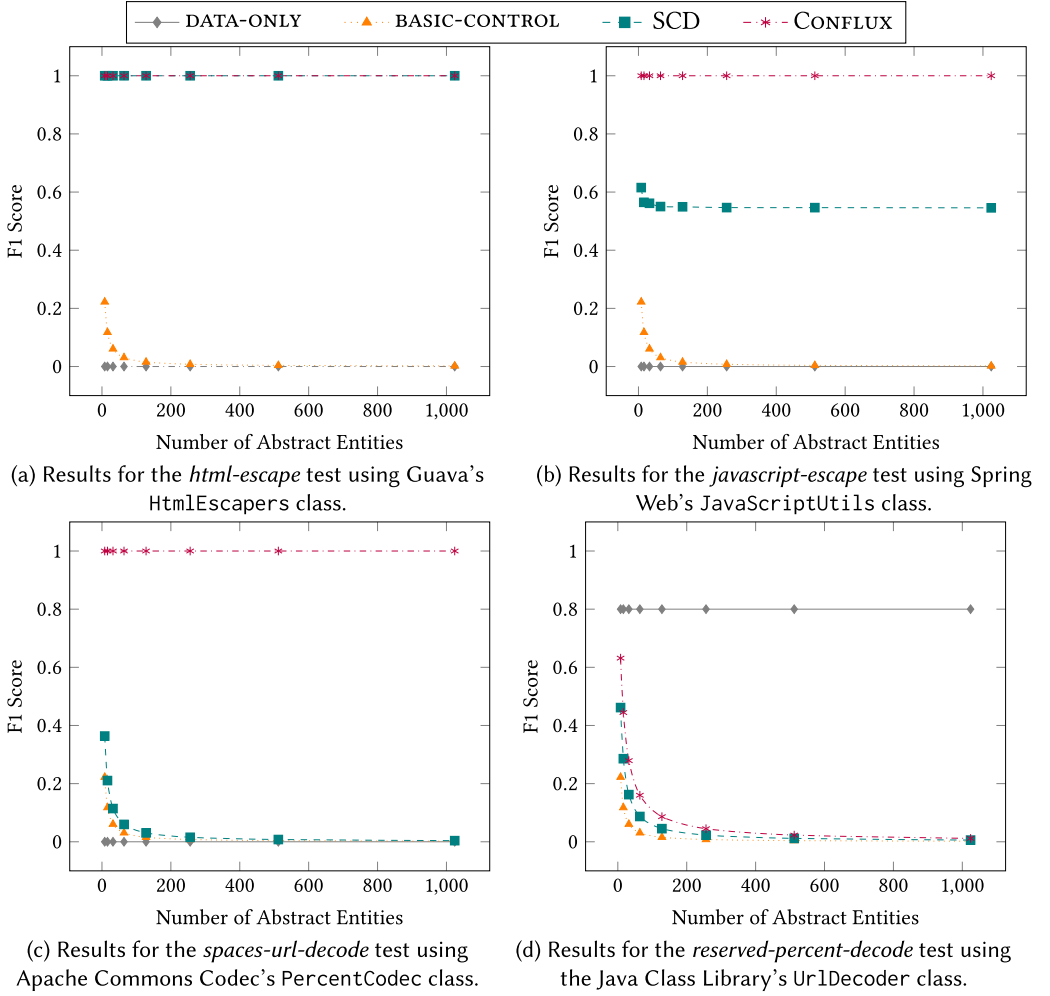 DATA-ONLY BASIC-CONTROL SCD CONFLUX
1
0.8
0.6
0.4
0.2
0
F1 Score
0 200 400 600 800 1,000
Number of Abstract Entities
(a) Results for the html-escape test using Guava's
HtmlEscapers class.
1
0.8
0.6
0.4
0.2
0
F1 Score
0 200 400 600 800 1,000
Number of Abstract Entities
(b) Results for the javascript-escape test using Spring
Web's JavaScriptUtils class.
1
0.8
0.6
0.4
0.2
0
F1 Score
0 200 400 600 800 1,000
Number of Abstract Entities
(c) Results for the spaces-url-decode test using
Apache Commons Codec's PercentCodec class.
1
0.8
0.6
0.4
0.2
0
F1 Score
0 200 400 600 800 1,000
Number of Abstract Entities
(d) Results for the reserved-percent-decode test using
the Java Class Library's UrlDecoder class.